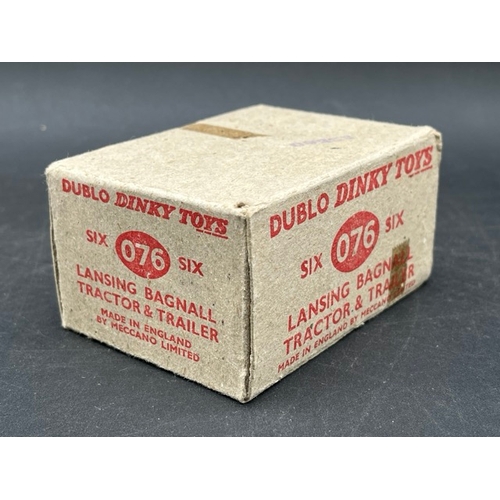 DUBLO DINKY TOYS
SIX 076 SIX
LANSING BAGNALL
TRACTOR & TRAILER
MADE IN ENGLAND
BY MECCANO LIMITED
DUBLO DINKY TOYS
SIX 076 SIX
LANSING BAGNALL
TRACTOR & TRAILER
MADE IN ENGLAND BY MECCANO LIMITED